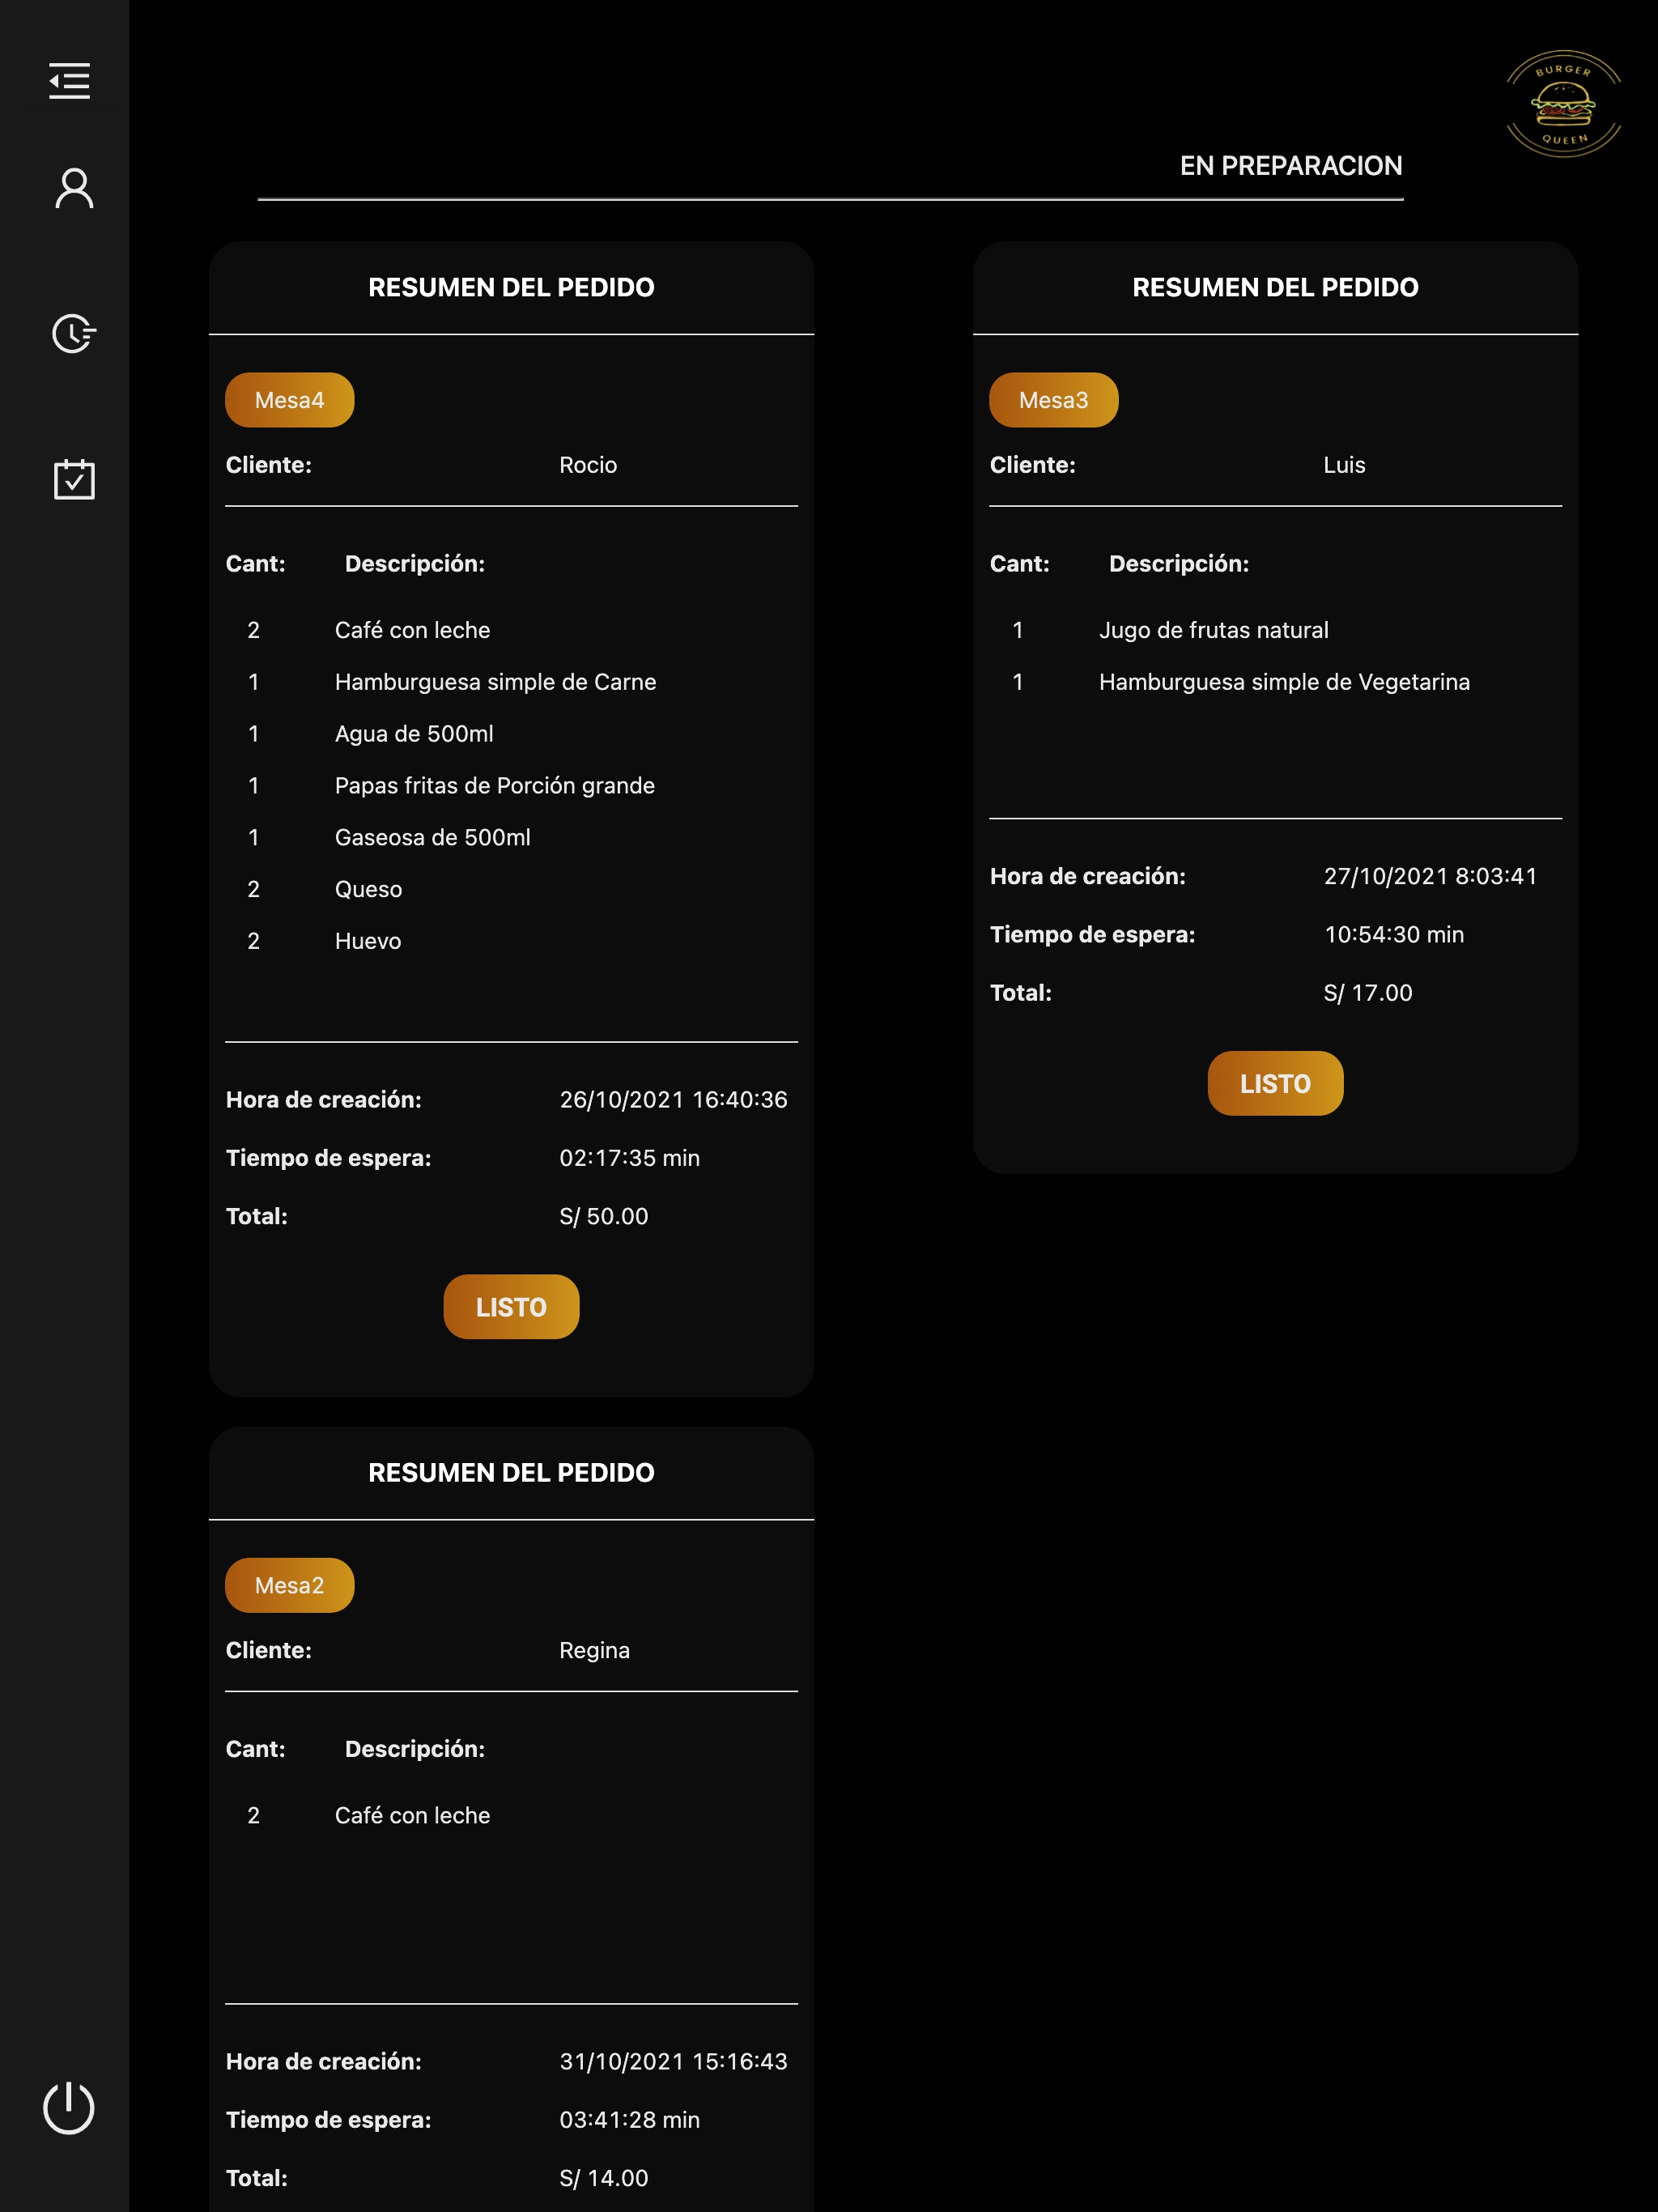 BURGER
QUEEN
EN PREPARACION
RESUMEN DEL PEDIDO
Mesa4
Cliente: Rocio
Cant: Descripción:
2 Café con leche
1 Hamburguesa simple de Carne
1 Agua de 500ml
1 Papas fritas de Porción grande
1 Gaseosa de 500ml
2 Queso
2 Huevo
Hora de creación: 26/10/2021 16:40:36
Tiempo de espera: 02:17:35 min
Total: S/ 50.00
LISTO
RESUMEN DEL PEDIDO
Mesa3
Cliente: Luis
Cant: Descripción:
1 Jugo de frutas natural
1 Hamburguesa simple de Vegetarina
Hora de creación: 27/10/2021 8:03:41
Tiempo de espera: 10:54:30 min
Total: S/ 17.00
LISTO
RESUMEN DEL PEDIDO
Mesa2
Cliente: Regina
Cant: Descripción:
2 Café con leche
Hora de creación: 31/10/2021 15:16:43
Tiempo de espera: 03:41:28 min
Total: S/ 14.00